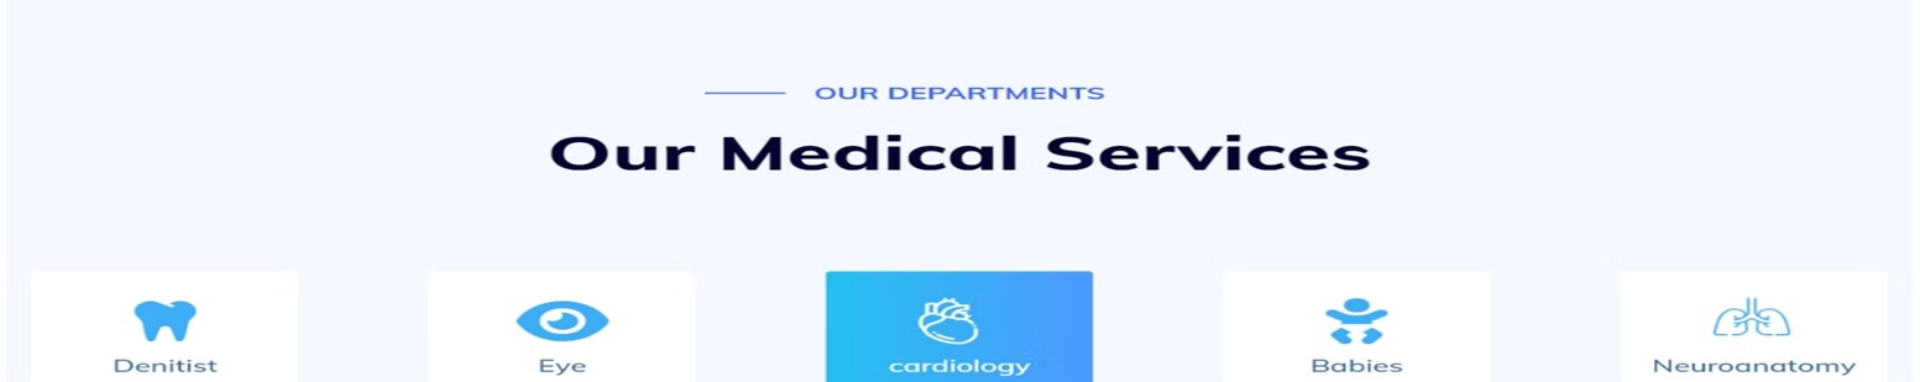 OUR DEPARTMENTS
Our Medical Services
Denitist
Eye
cardiology
Babies
Neuroanatomy